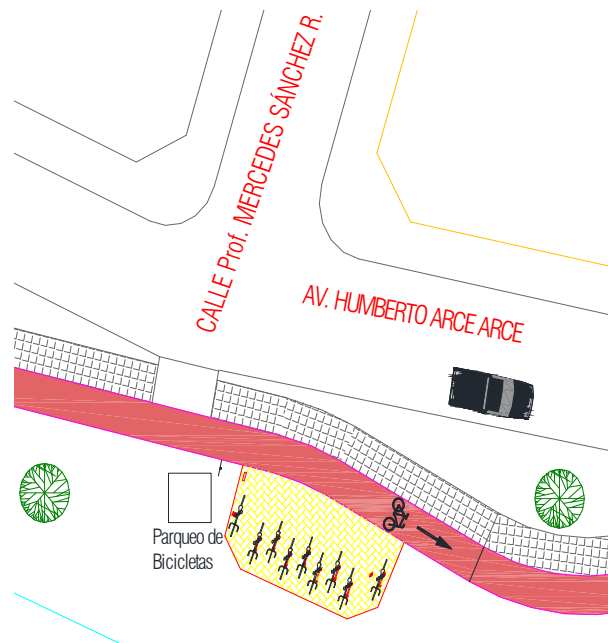 CALLE Prof. MERCEDES SÁNCHEZ R.
AV. HUMBERTO ARCE ARCE
Parqueo de
Bicicletas